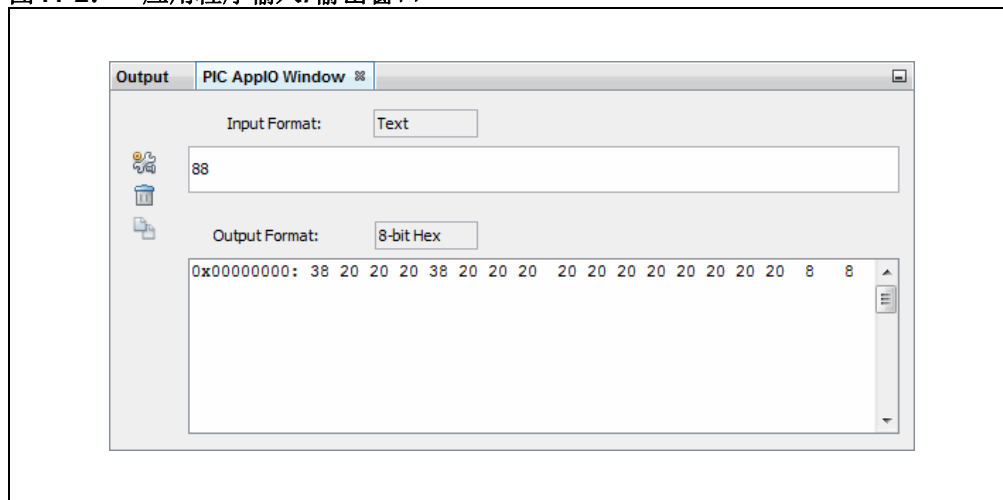 Output PIC AppIO Window
Input Format: Text
88
Output Format: 8-bit Hex
0x00000000: 38 20 20 20 38 20 20 20  20 20 20 20 20 20 20 20  8   8